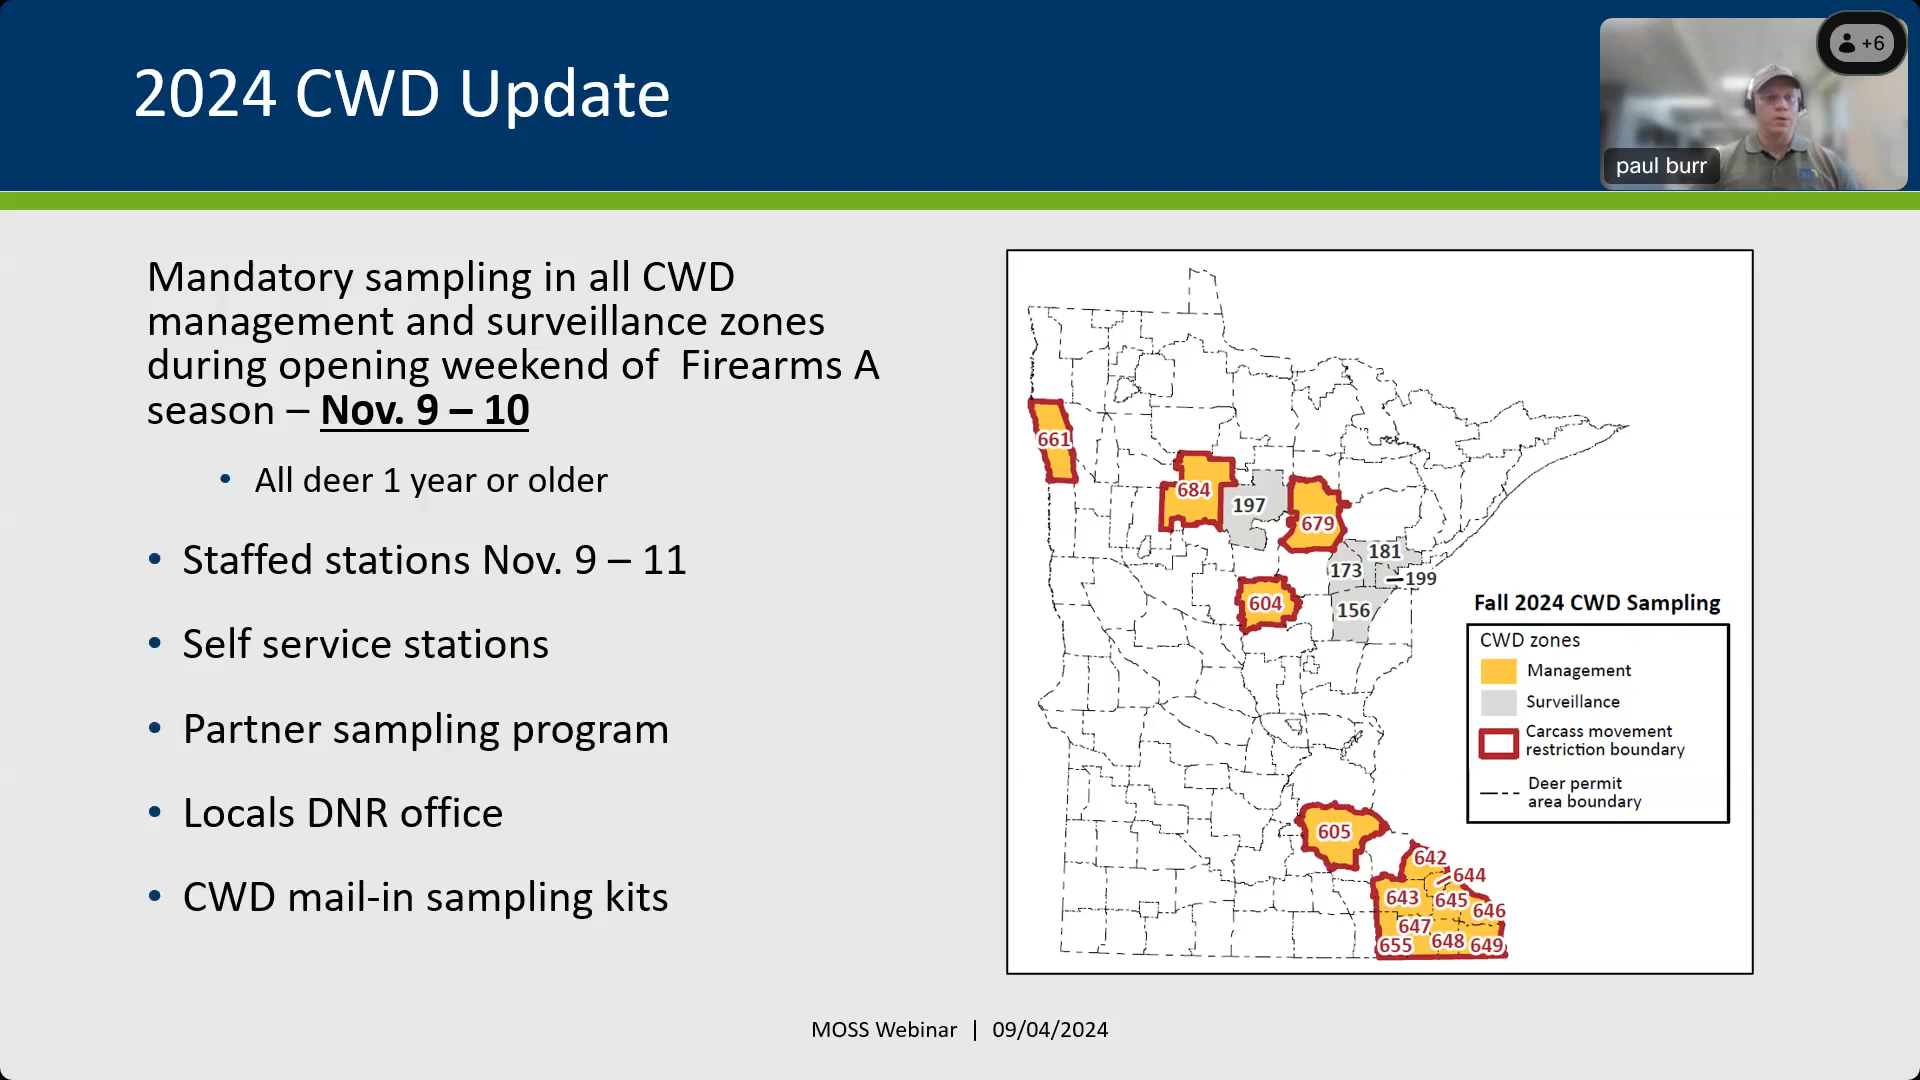 2024 CWD Update
+6
paul burr
Mandatory sampling in all CWD
management and surveillance zones
during opening weekend of Firearms A
season – Nov. 9 – 10
• All deer 1 year or older
• Staffed stations Nov. 9 – 11
• Self service stations
• Partner sampling program
• Locals DNR office
• CWD mail-in sampling kits
661
684
197
679
181
173
199
604
156
605
642
644
643
645
646
647
648
655
649
Fall 2024 CWD Sampling
CWD zones
Management
Surveillance
Carcass movement
restriction boundary
Deer permit
area boundary
MOSS Webinar | 09/04/2024